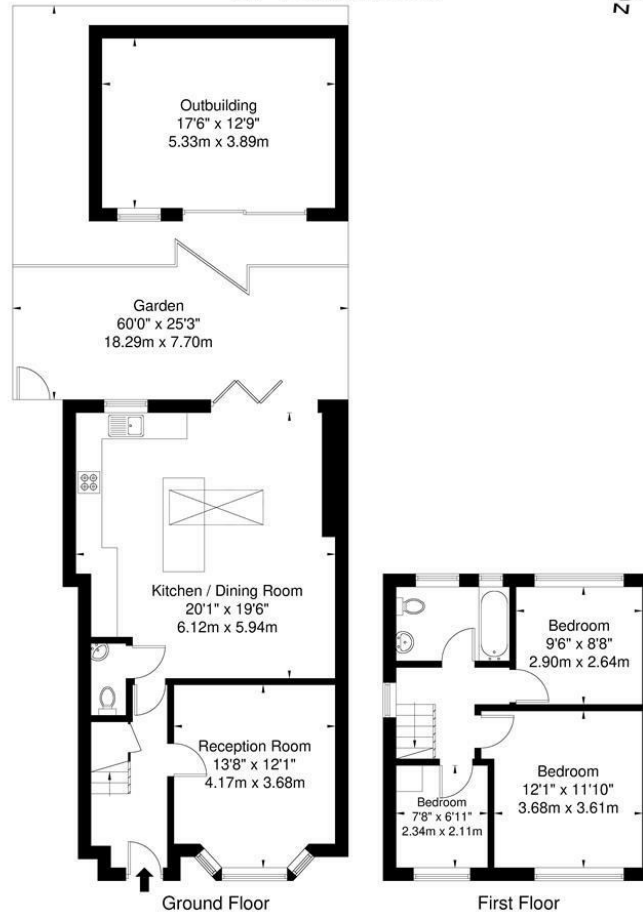 Z
Outbuilding
17'6" x 12'9"
5.33m x 3.89m
Garden
60'0" x 25'3"
18.29m x 7.70m
Kitchen / Dining Room
20'1" x 19'6"
6.12m x 5.94m
Reception Room
13'8" x 12'1"
4.17m x 3.68m
Ground Floor
Bedroom
9'6" x 8'8"
2.90m x 2.64m
Bedroom
12'1" x 11'10"
3.68m x 3.61m
Bedroom
7'8" x 6'11"
2.34m x 2.11m
First Floor